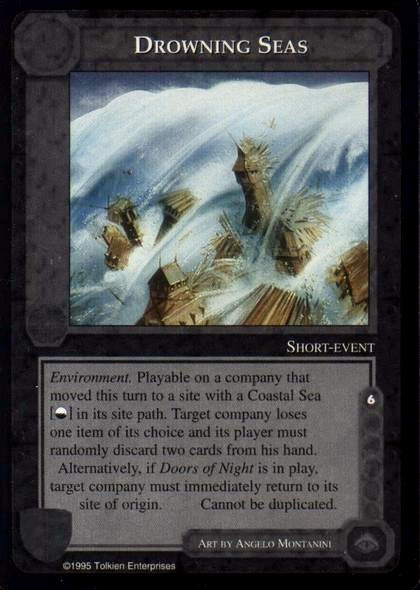 DROWNING SEAS
SHORT-EVENT
Environment. Playable on a company that
moved this turn to a site with a Coastal Sea
[] in its site path. Target company loses
one item of its choice and its player must
randomly discard two cards from his hand.
Alternatively, if Doors of Night is in play,
target company must immediately return to its
site of origin. Cannot be duplicated.
6
ART BY ANGELO MONTANINI
©1995 Tolkien Enterprises